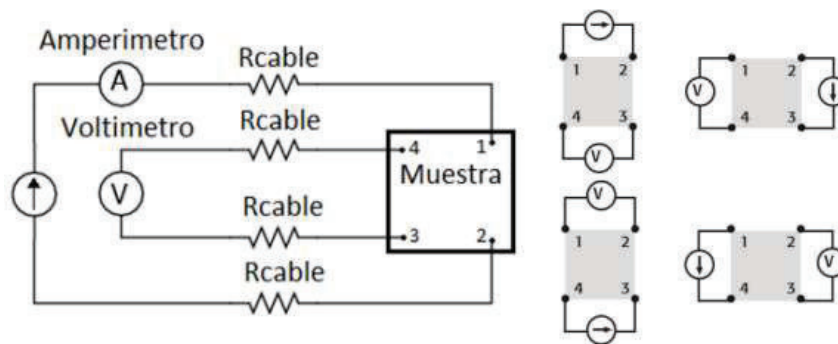 Amperimetro
A
Rcable
Voltimetro
Rcable
V
4 1
Muestra
Rcable
3 2
Rcable
1 2
4 3
V
V
1 2
4 3
V
1 2
4 3
1 2
V
4 3